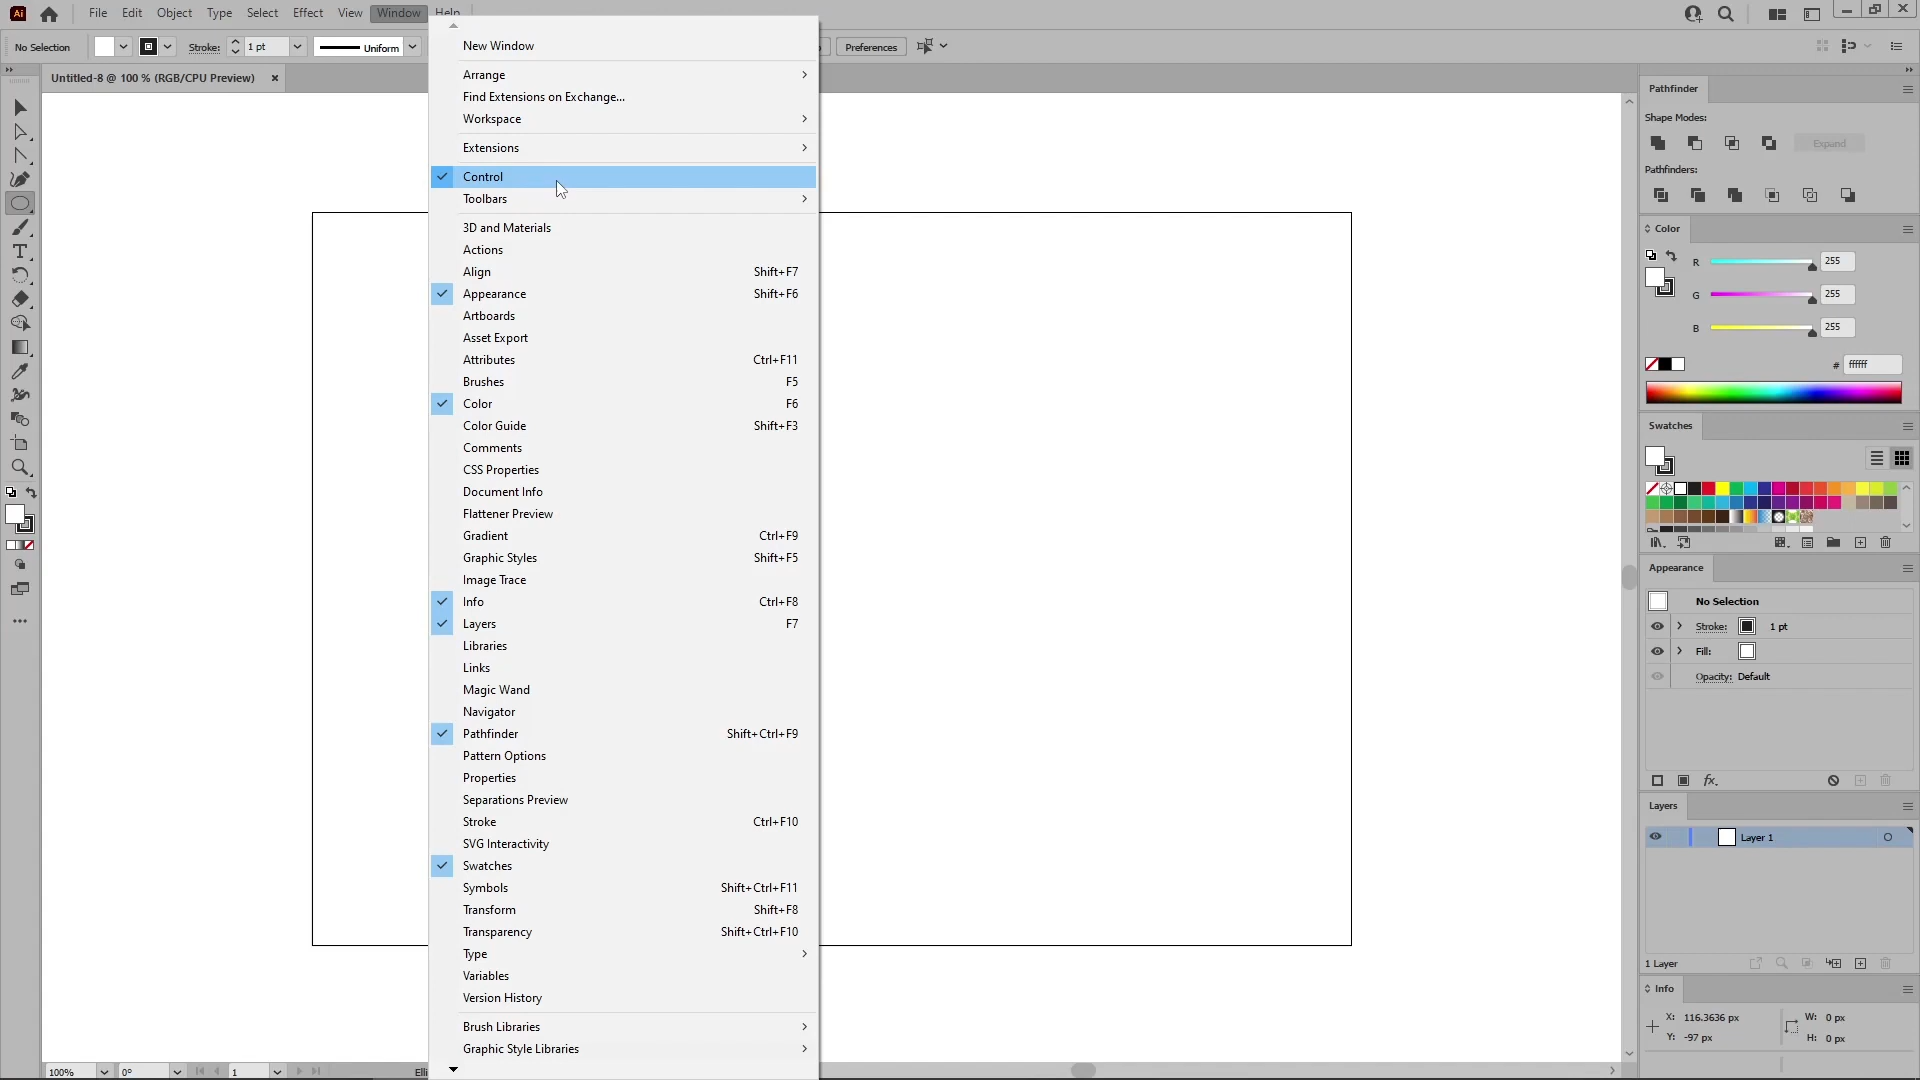 Ai
File Edit Object Type Select Effect View Window Help
No Selection Stroke: 1 pt Uniform Preferences
Untitled-8 @ 100 % (RGB/CPU Preview) ×
New Window
Arrange
Find Extensions on Exchange...
Workspace
Extensions
Control
Toolbars
3D and Materials
Actions
Align Shift+F7
Appearance Shift+F6
Artboards
Asset Export
Attributes Ctrl+F11
Brushes F5
Color F6
Color Guide Shift+F3
Comments
CSS Properties
Document Info
Flattener Preview
Gradient Ctrl+F9
Graphic Styles Shift+F5
Image Trace
Info Ctrl+F8
Layers F7
Libraries
Links
Magic Wand
Navigator
Pathfinder Shift+Ctrl+F9
Pattern Options
Properties
Separations Preview
Stroke Ctrl+F10
SVG Interactivity
Swatches
Symbols Shift+Ctrl+F11
Transform Shift+F8
Transparency Shift+Ctrl+F10
Type
Variables
Version History
Brush Libraries
Graphic Style Libraries
Pathfinder
Shape Modes:
Expand
Pathfinders:
Color
R 255
G 255
B 255
# ffffff
Swatches
Appearance
No Selection
Stroke: 1 pt
Fill:
Opacity: Default
fx
Layers
Layer 1
1 Layer
Info
X: 116.3636 px W: 0 px
Y: -97 px H: 0 px
100% 0° 1 Elli